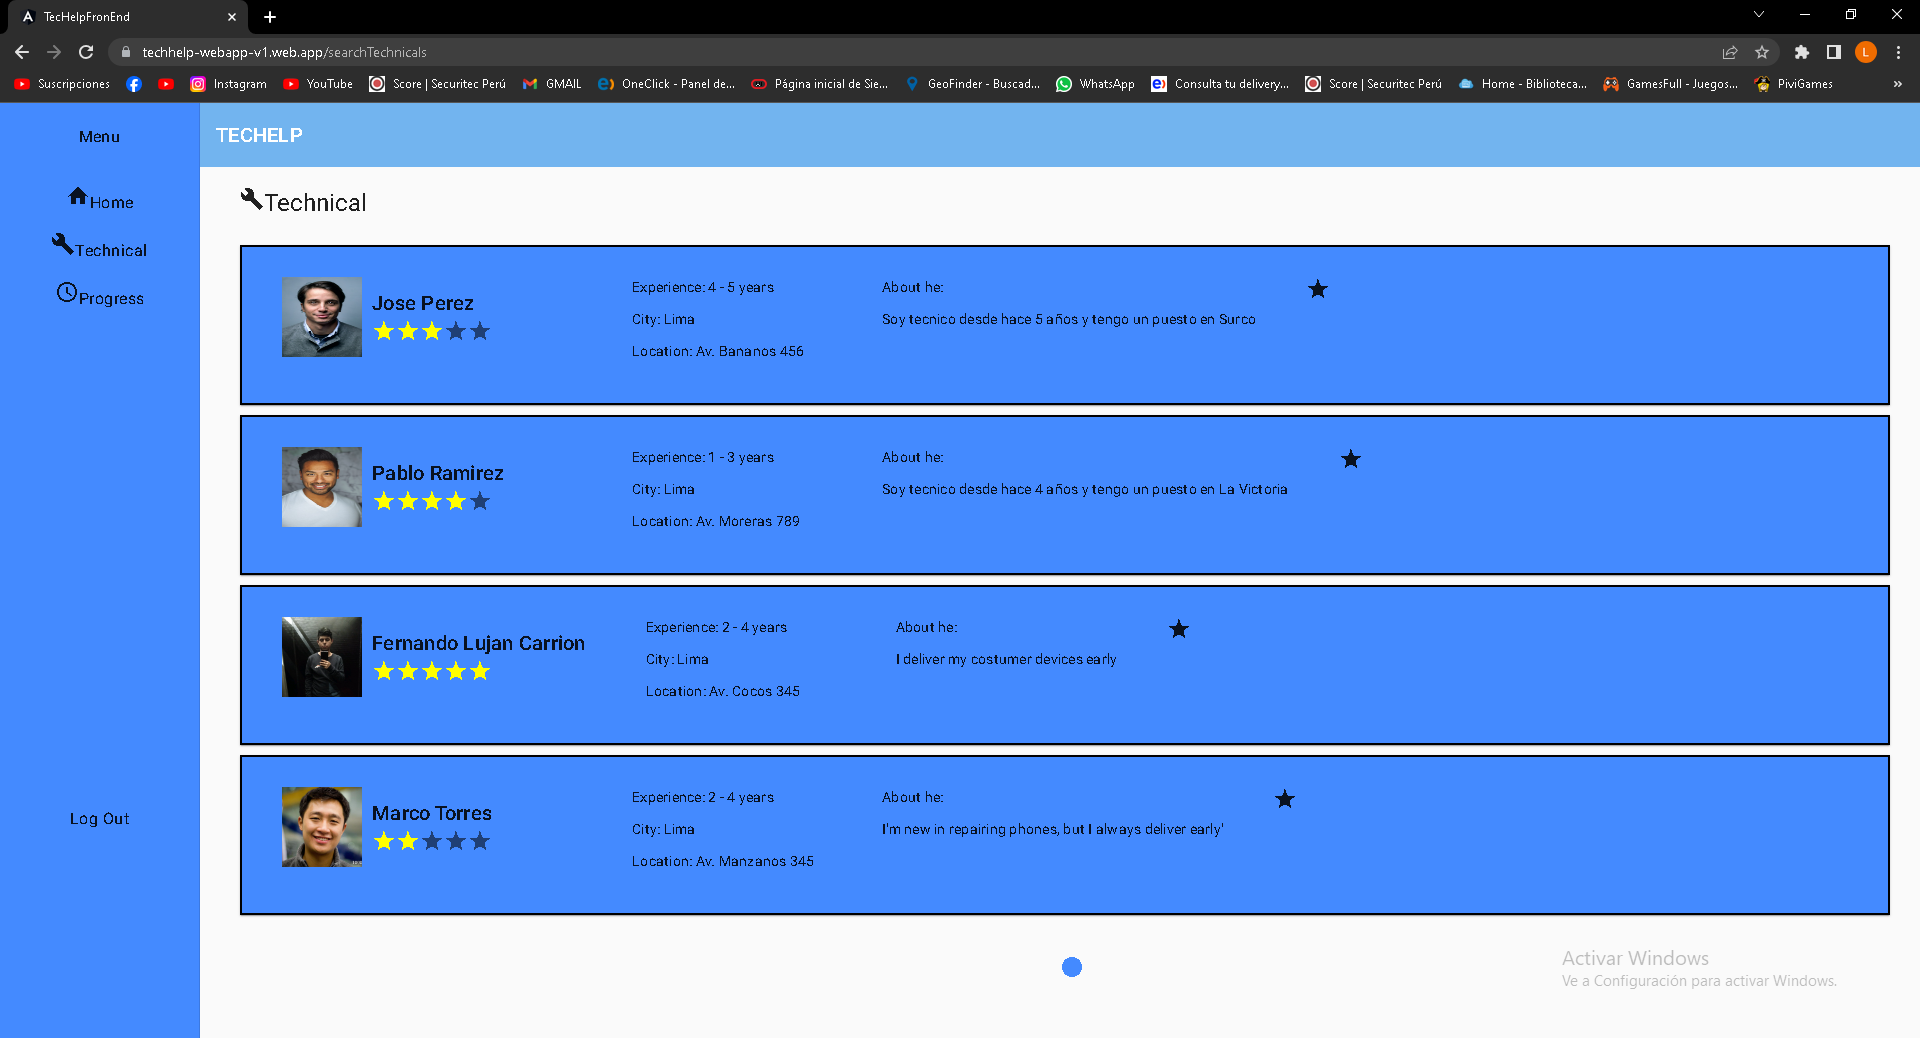 TecHelpFronEnd
techhelp-webapp-v1.web.app/searchTechnicals
L
Suscripciones
Instagram
YouTube
Score | Securitec Perú
GMAIL
OneClick - Panel de...
Página inicial de Sie...
GeoFinder - Buscad...
WhatsApp
Consulta tu delivery...
Score | Securitec Perú
Home - Biblioteca...
GamesFull - Juegos...
PiviGames
»
Menu
Home
Technical
Progress
Log Out
TECHELP
Technical
Jose Perez
Experience: 4 - 5 years
City: Lima
Location: Av. Bananos 456
About he:
Soy tecnico desde hace 5 años y tengo un puesto en Surco
Pablo Ramirez
Experience: 1 - 3 years
City: Lima
Location: Av. Moreras 789
About he:
Soy tecnico desde hace 4 años y tengo un puesto en La Victoria
Fernando Lujan Carrion
Experience: 2 - 4 years
City: Lima
Location: Av. Cocos 345
About he:
I deliver my costumer devices early
Marco Torres
Experience: 2 - 4 years
City: Lima
Location: Av. Manzanos 345
About he:
I'm new in repairing phones, but I always deliver early'
Activar Windows
Ve a Configuración para activar Windows.